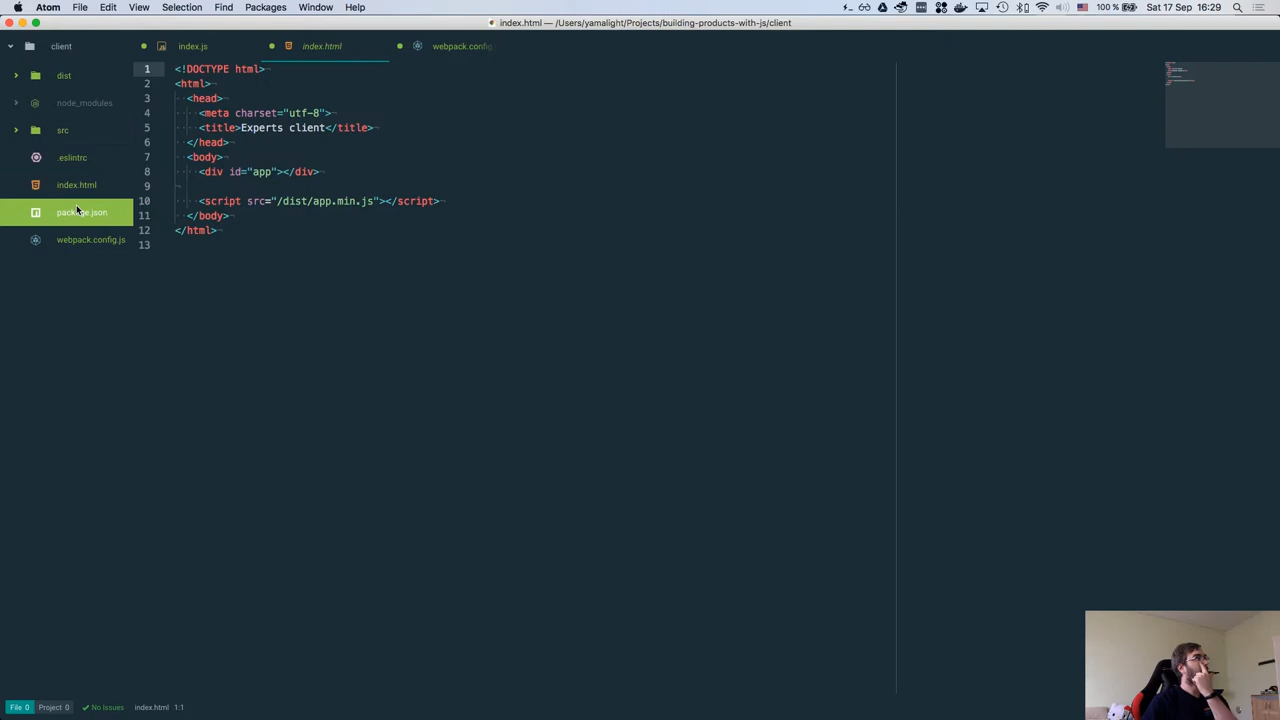 Atom File Edit View Selection Find Packages Window Help
100 % Sat 17 Sep 16:29
index.html — /Users/yamalight/Projects/building-products-with-js/client
client
index.js
index.html
webpack.config.
dist
node_modules
src
.eslintrc
index.html
package.json
webpack.config.js
1 <!DOCTYPE html>
2 <html>
3 <head>
4 <meta charset="utf-8">
5 <title>Experts client</title>
6 </head>
7 <body>
8 <div id="app"></div>
9
10 <script src="/dist/app.min.js"></script>
11 </body>
12 </html>
13
File 0 Project 0 No Issues index.html 1:1